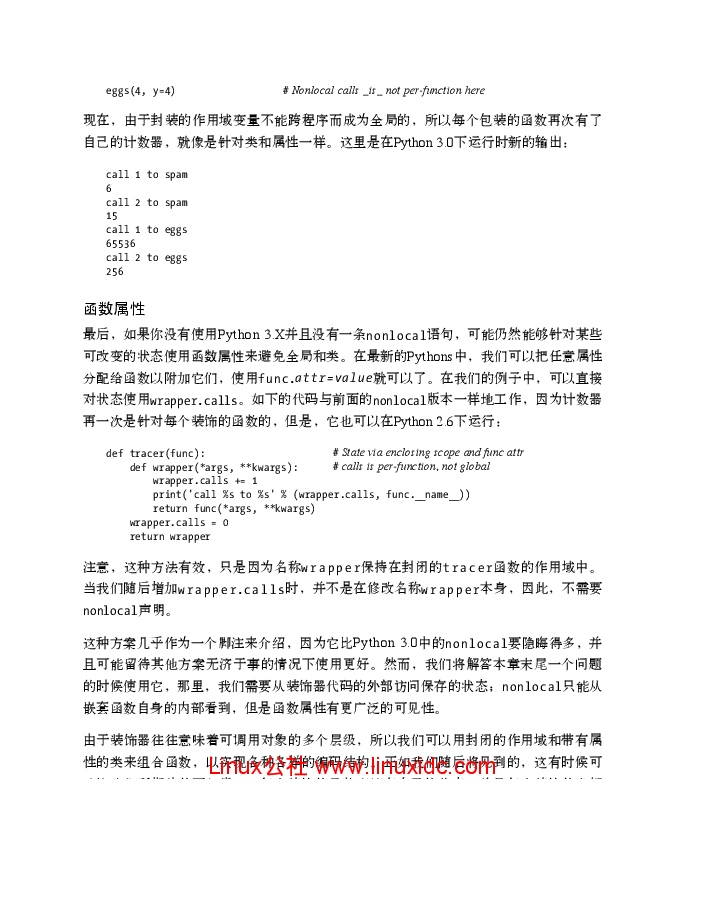 eggs(4, y=4) # Nonlocal calls _is_ not per-function here
现在，由于封装的作用域变量不能跨程序而成为全局的，所以每个包装的函数再次有了
自己的计数器，就像是针对类和属性一样。这里是在Python 3.0下运行时新的输出：
call 1 to spam
6
call 2 to spam
15
call 1 to eggs
65536
call 2 to eggs
256
函数属性
最后，如果你没有使用Python 3.X并且没有一条nonlocal语句，可能仍然能够针对某些
可改变的状态使用函数属性来避免全局和类。在最新的Pythons中，我们可以把任意属性
分配给函数以附加它们，使用func.attr=value就可以了。在我们的例子中，可以直接
对状态使用wrapper.calls。如下的代码与前面的nonlocal版本一样地工作，因为计数器
再一次是针对每个装饰的函数的，但是，它也可以在Python 2.6下运行：
def tracer(func): # State via enclosing scope and func attr
def wrapper(*args, **kwargs): # calls is per-function, not global
wrapper.calls += 1
print('call %s to %s' % (wrapper.calls, func.__name__))
return func(*args, **kwargs)
wrapper.calls = 0
return wrapper
注意，这种方法有效，只是因为名称wrapper保持在封闭的tracer函数的作用域中。
当我们随后增加wrapper.calls时，并不是在修改名称wrapper本身，因此，不需要
nonlocal声明。
这种方案几乎作为一个脚注来介绍，因为它比Python 3.0中的nonlocal要隐晦得多，并
且可能留待其他方案无济于事的情况下使用更好。然而，我们将解答本章末尾一个问题
的时候使用它，那里，我们需要从装饰器代码的外部访问保存的状态；nonlocal只能从
嵌套函数自身的内部看到，但是函数属性有更广泛的可见性。
由于装饰器往往意味着可调用对象的多个层级，所以我们可以用封闭的作用域和带有属
性的类来组合函数，以实现各种各样的编码结构。正如我们随后将见到的，这有时候可
Linux公社 www.linuxidc.com